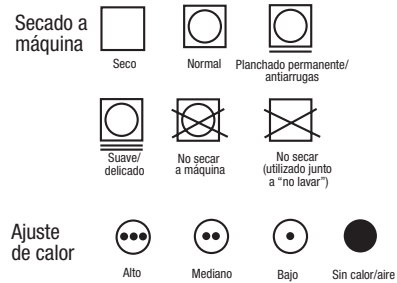 Secado a
máquina
Seco
Normal
Planchado permanente/
antiarrugas
Suave/
delicado
No secar
a máquina
No secar
(utilizado junto
a “no lavar”)
Ajuste
de calor
Alto
Mediano
Bajo
Sin calor/aire